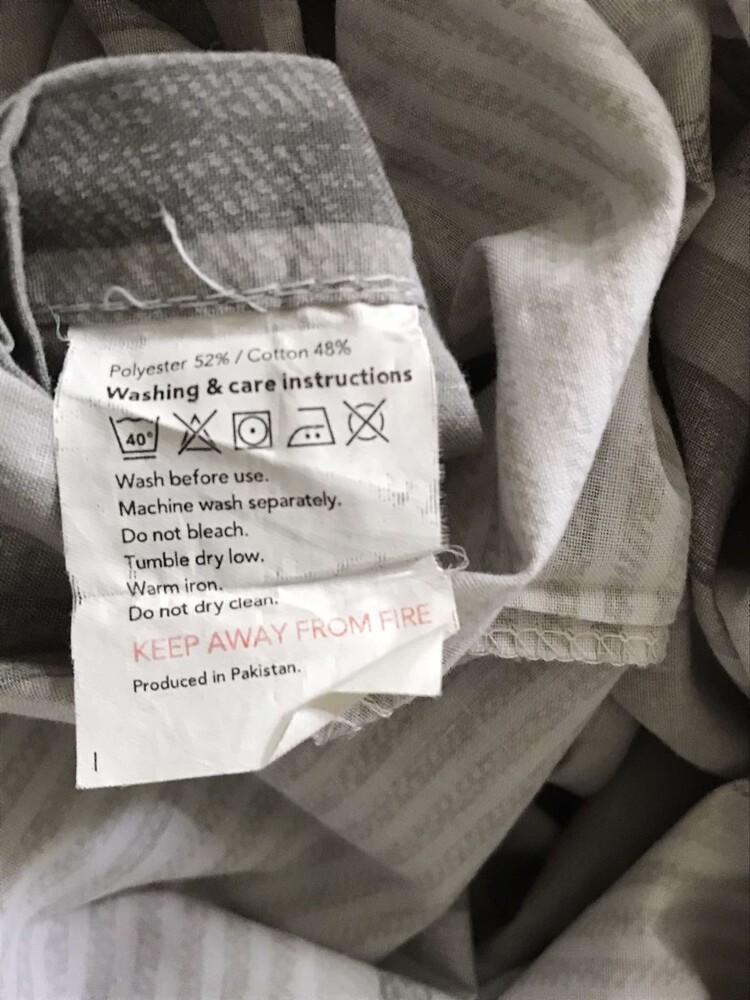 Polyester 52% / Cotton 48%
Washing & care instructions
40°
Wash before use.
Machine wash separately.
Do not bleach.
Tumble dry low.
Warm iron.
Do not dry clean.
KEEP AWAY FROM FIRE
Produced in Pakistan.